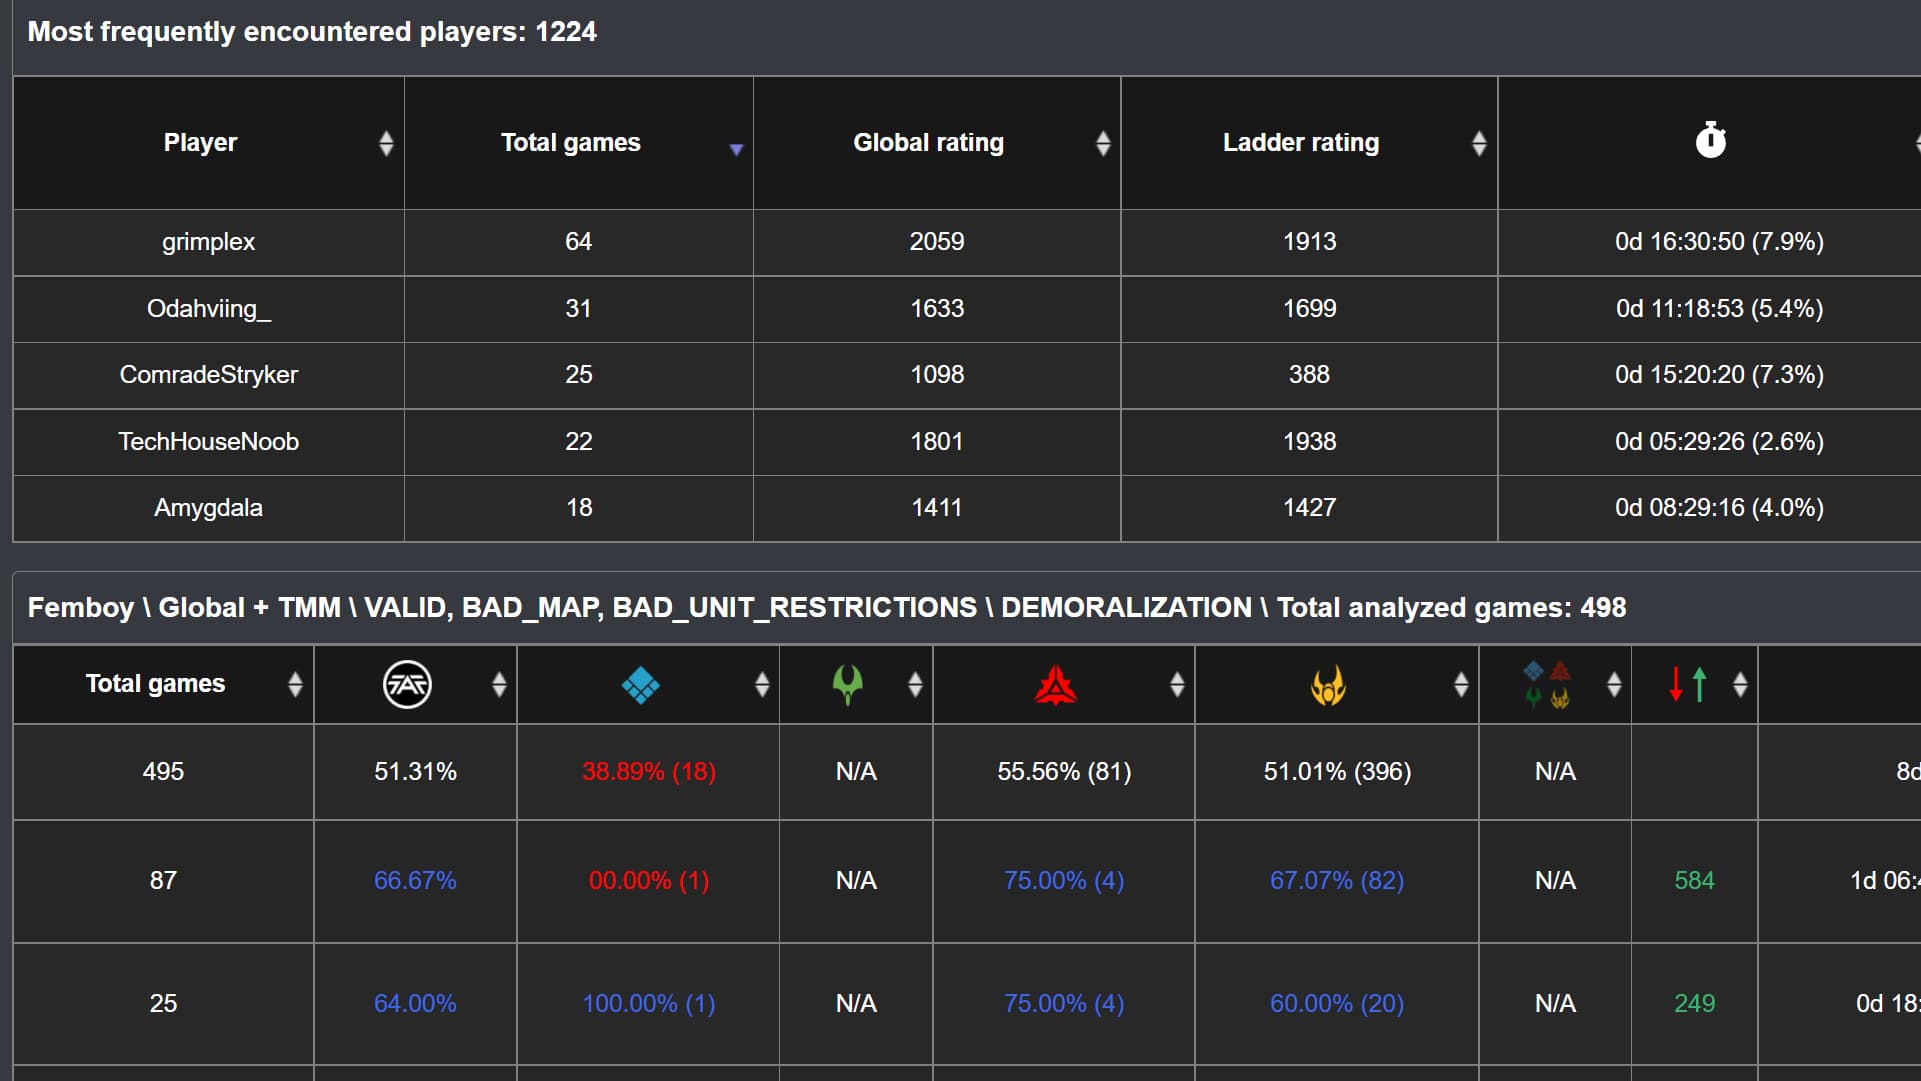 Most frequently encountered players: 1224
Player Total games Global rating Ladder rating
grimplex 64 2059 1913 0d 16:30:50 (7.9%)
Odahviing_ 31 1633 1699 0d 11:18:53 (5.4%)
ComradeStryker 25 1098 388 0d 15:20:20 (7.3%)
TechHouseNoob 22 1801 1938 0d 05:29:26 (2.6%)
Amygdala 18 1411 1427 0d 08:29:16 (4.0%)
Femboy \ Global + TMM \ VALID, BAD_MAP, BAD_UNIT_RESTRICTIONS \ DEMORALIZATION \ Total analyzed games: 498
Total games FAF
495 51.31% 38.89% (18) N/A 55.56% (81) 51.01% (396) N/A 8d
87 66.67% 00.00% (1) N/A 75.00% (4) 67.07% (82) N/A 584 1d 06:
25 64.00% 100.00% (1) N/A 75.00% (4) 60.00% (20) N/A 249 0d 18: